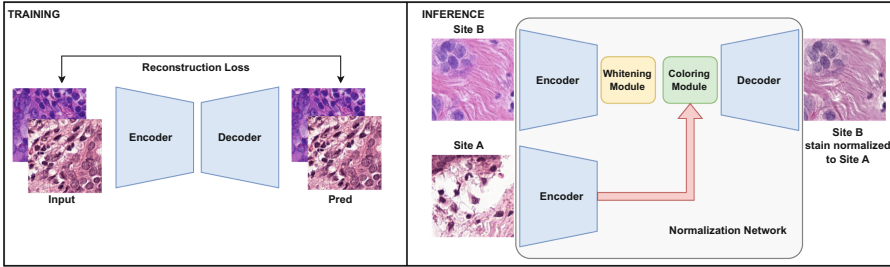 TRAINING
Reconstruction Loss
Encoder
Decoder
Input
Pred
INFERENCE
Site B
Encoder
Whitening
Module
Coloring
Module
Decoder
Site B
stain normalized
to Site A
Site A
Encoder
Normalization Network